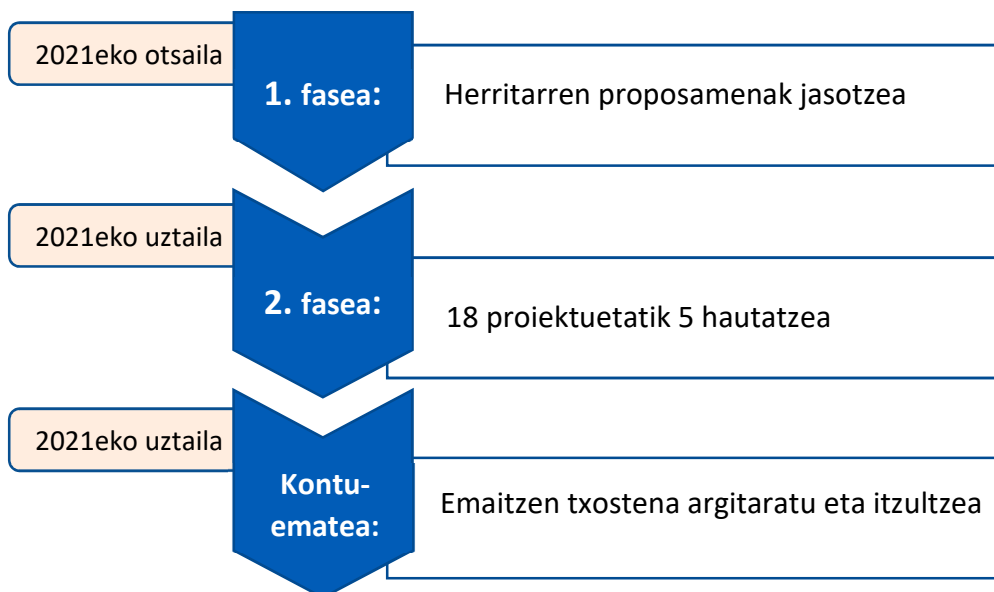 2021eko otsaila
1. fasea:
Herritarren proposamenak jasotzea
2021eko uztaila
2. fasea:
18 proiektuetatik 5 hautatzea
2021eko uztaila
Kontu-
ematea:
Emaitzen txostena argitaratu eta itzultzea